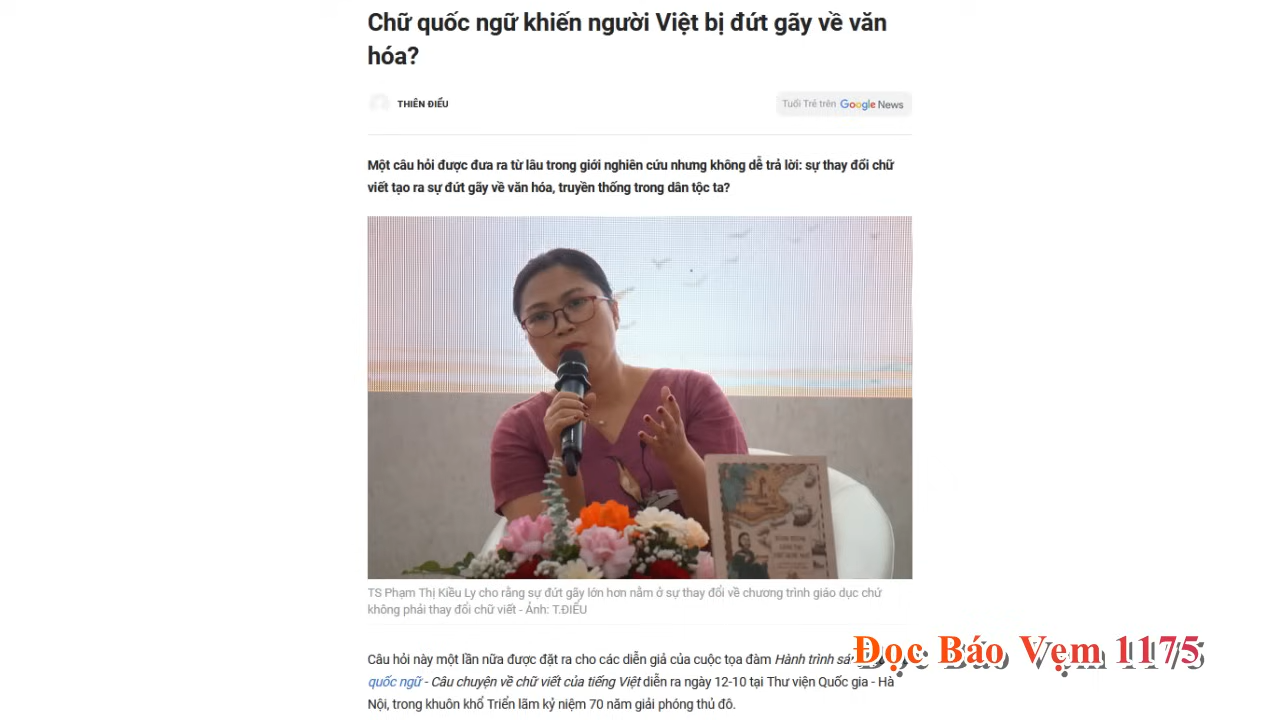 Chữ quốc ngữ khiến người Việt bị đứt gãy về văn
hóa?
THIÊN ĐIỂU
Tuổi Trẻ trên Google News
Một câu hỏi được đưa ra từ lâu trong giới nghiên cứu nhưng không dễ trả lời: sự thay đổi chữ
viết tạo ra sự đứt gãy về văn hóa, truyền thống trong dân tộc ta?
TS Phạm Thị Kiều Ly cho rằng sự đứt gãy lớn hơn nằm ở sự thay đổi về chương trình giáo dục chứ
không phải thay đổi chữ viết - Ảnh: T.ĐIỂU
Câu hỏi này một lần nữa được đặt ra cho các diễn giả của cuộc tọa đàm Hành trình
quốc ngữ - Câu chuyện về chữ viết của tiếng Việt diễn ra ngày 12-10 tại Thư viện Quốc gia - Hà
Nội, trong khuôn khổ Triển lãm kỷ niệm 70 năm giải phóng thủ đô.
Đọc Báo Vẹm 1175